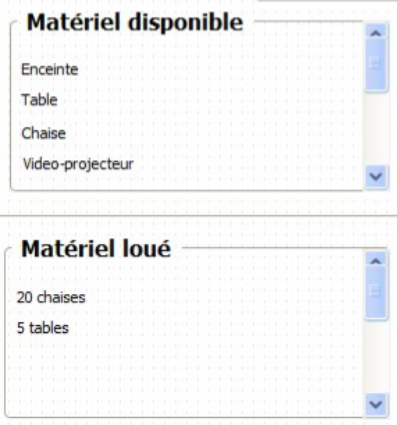 Matériel disponible
Enceinte
Table
Chaise
Video-projecteur
Matériel loué
20 chaises
5 tables